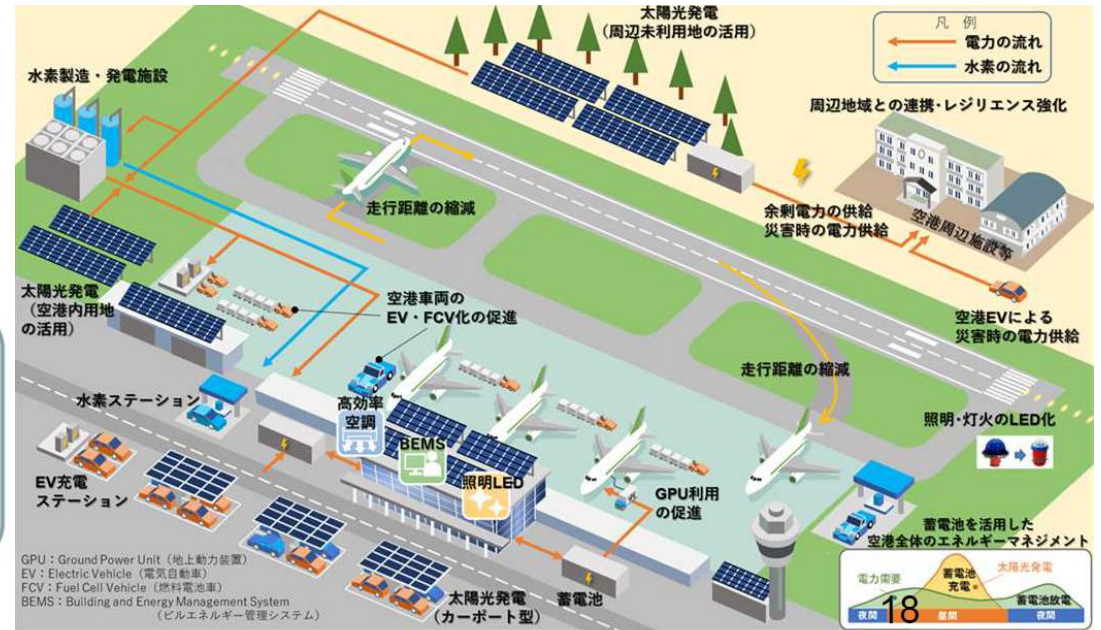 太陽光発電
(周辺未利用地の活用)
凡 例
電力の流れ
水素の流れ
水素製造・発電施設
周辺地域との連携・レジリエンス強化
走行距離の縮減
余剰電力の供給
災害時の電力供給
空港周辺施設等
太陽光発電
(空港内用地
の活用)
空港車両の
EV・FCV化の促進
空港EVによる
災害時の電力供給
走行距離の縮減
水素ステーション
高効率
空調
BEMS
照明LED
照明・灯火のLED化
EV充電
ステーション
GPU利用
の促進
蓄電池を活用した
空港全体のエネルギーマネジメント
GPU:Ground Power Unit(地上動力装置)
EV:Electric Vehicle(電気自動車)
FCV:Fuel Cell Vehicle(燃料電池車)
BEMS:Building and Energy Management System
(ビルエネルギー管理システム)
太陽光発電
(カーポート型)
蓄電池
電力需要
蓄電池
充電
太陽光発電
蓄電池放電
夜間
昼間
夜間
18